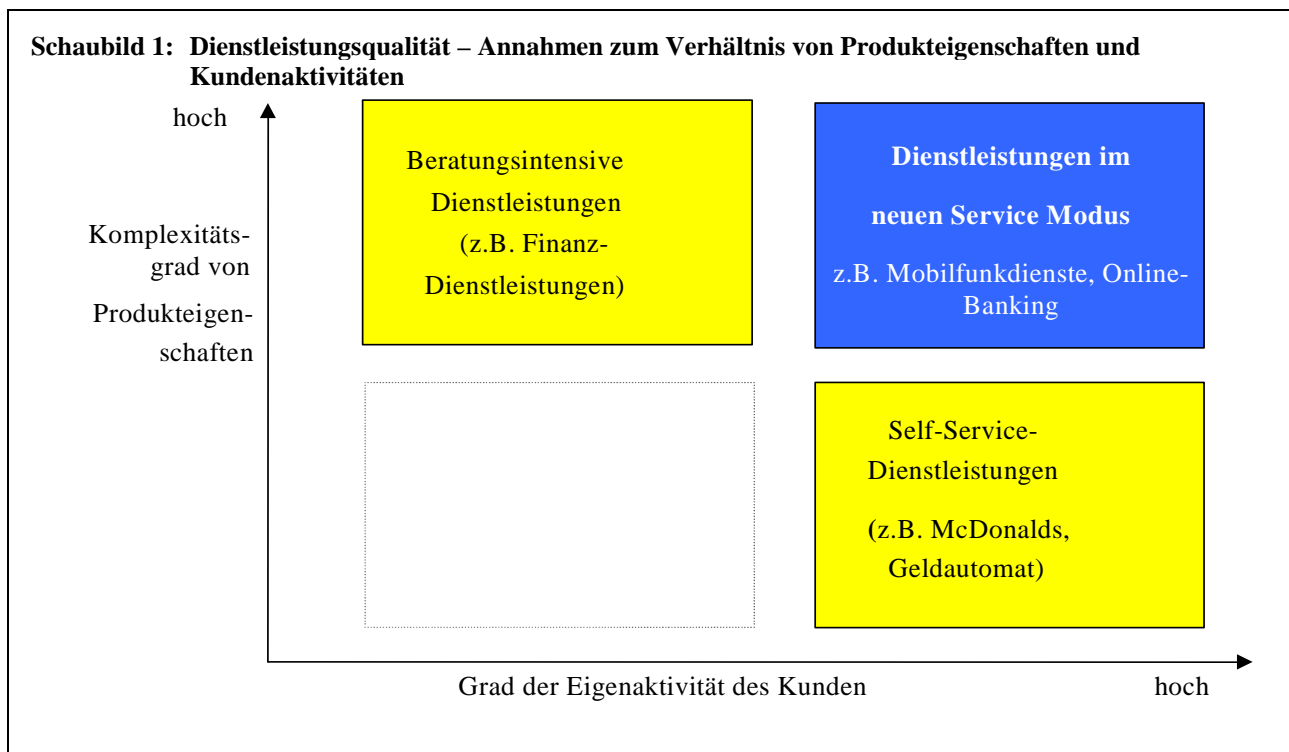 Schaubild 1: Dienstleistungsqualität – Annahmen zum Verhältnis von Produkteigenschaften und
Kundenaktivitäten
hoch
Komplexitäts-
grad von
Produkteigen-
schaften
Beratungsintensive
Dienstleistungen
(z.B. Finanz-
Dienstleistungen)
Dienstleistungen im
neuen Service Modus
z.B. Mobilfunkdienste, Online-
Banking
Self-Service-
Dienstleistungen
(z.B. McDonalds,
Geldautomat)
Grad der Eigenaktivität des Kunden
hoch